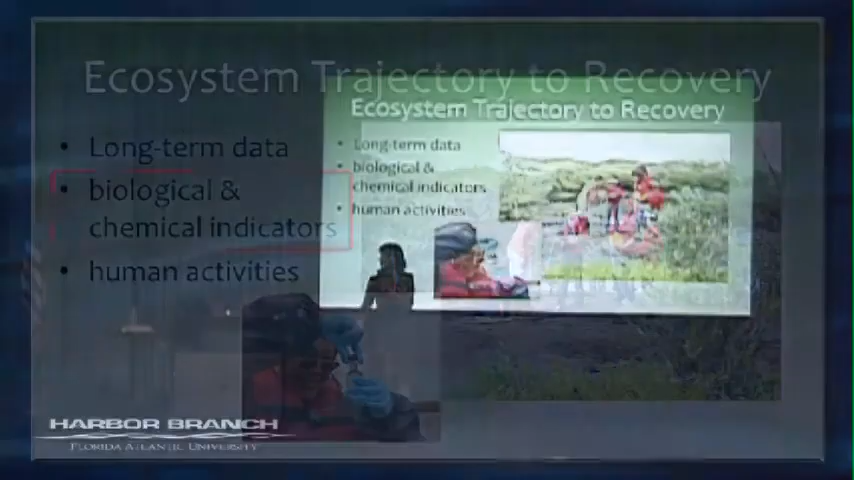 Ecosystem Trajectory to Recovery
• Long-term data
• biological &
chemical indicators
• human activities
Ecosystem Trajectory to Recovery
• Long-term data
• biological &
chemical indicators
• human activities
HARBOR BRANCH
FLORIDA ATLANTIC UNIVERSITY